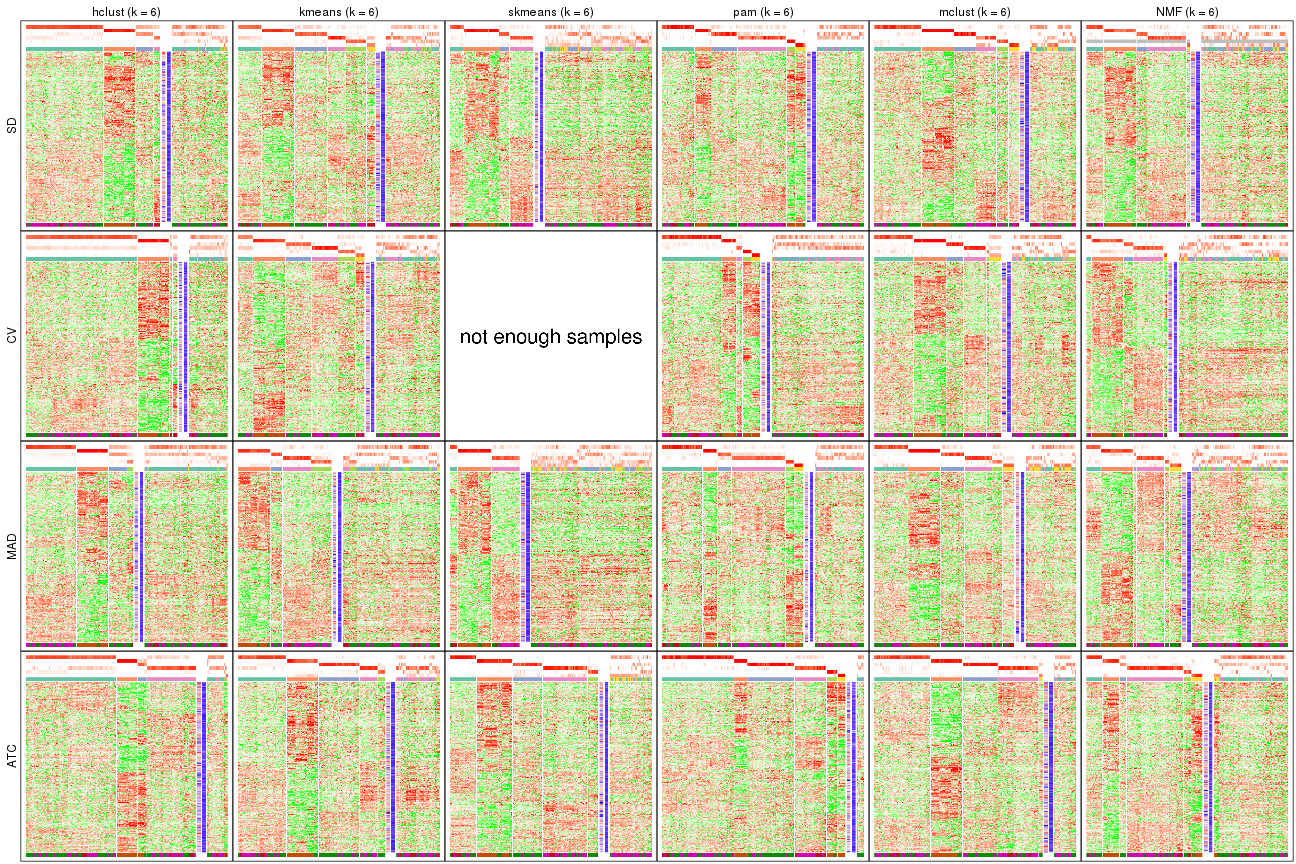 hclust (k = 6) kmeans (k = 6) skmeans (k = 6) pam (k = 6) mclust (k = 6) NMF (k = 6)
SD
CV
not enough samples
MAD
ATC